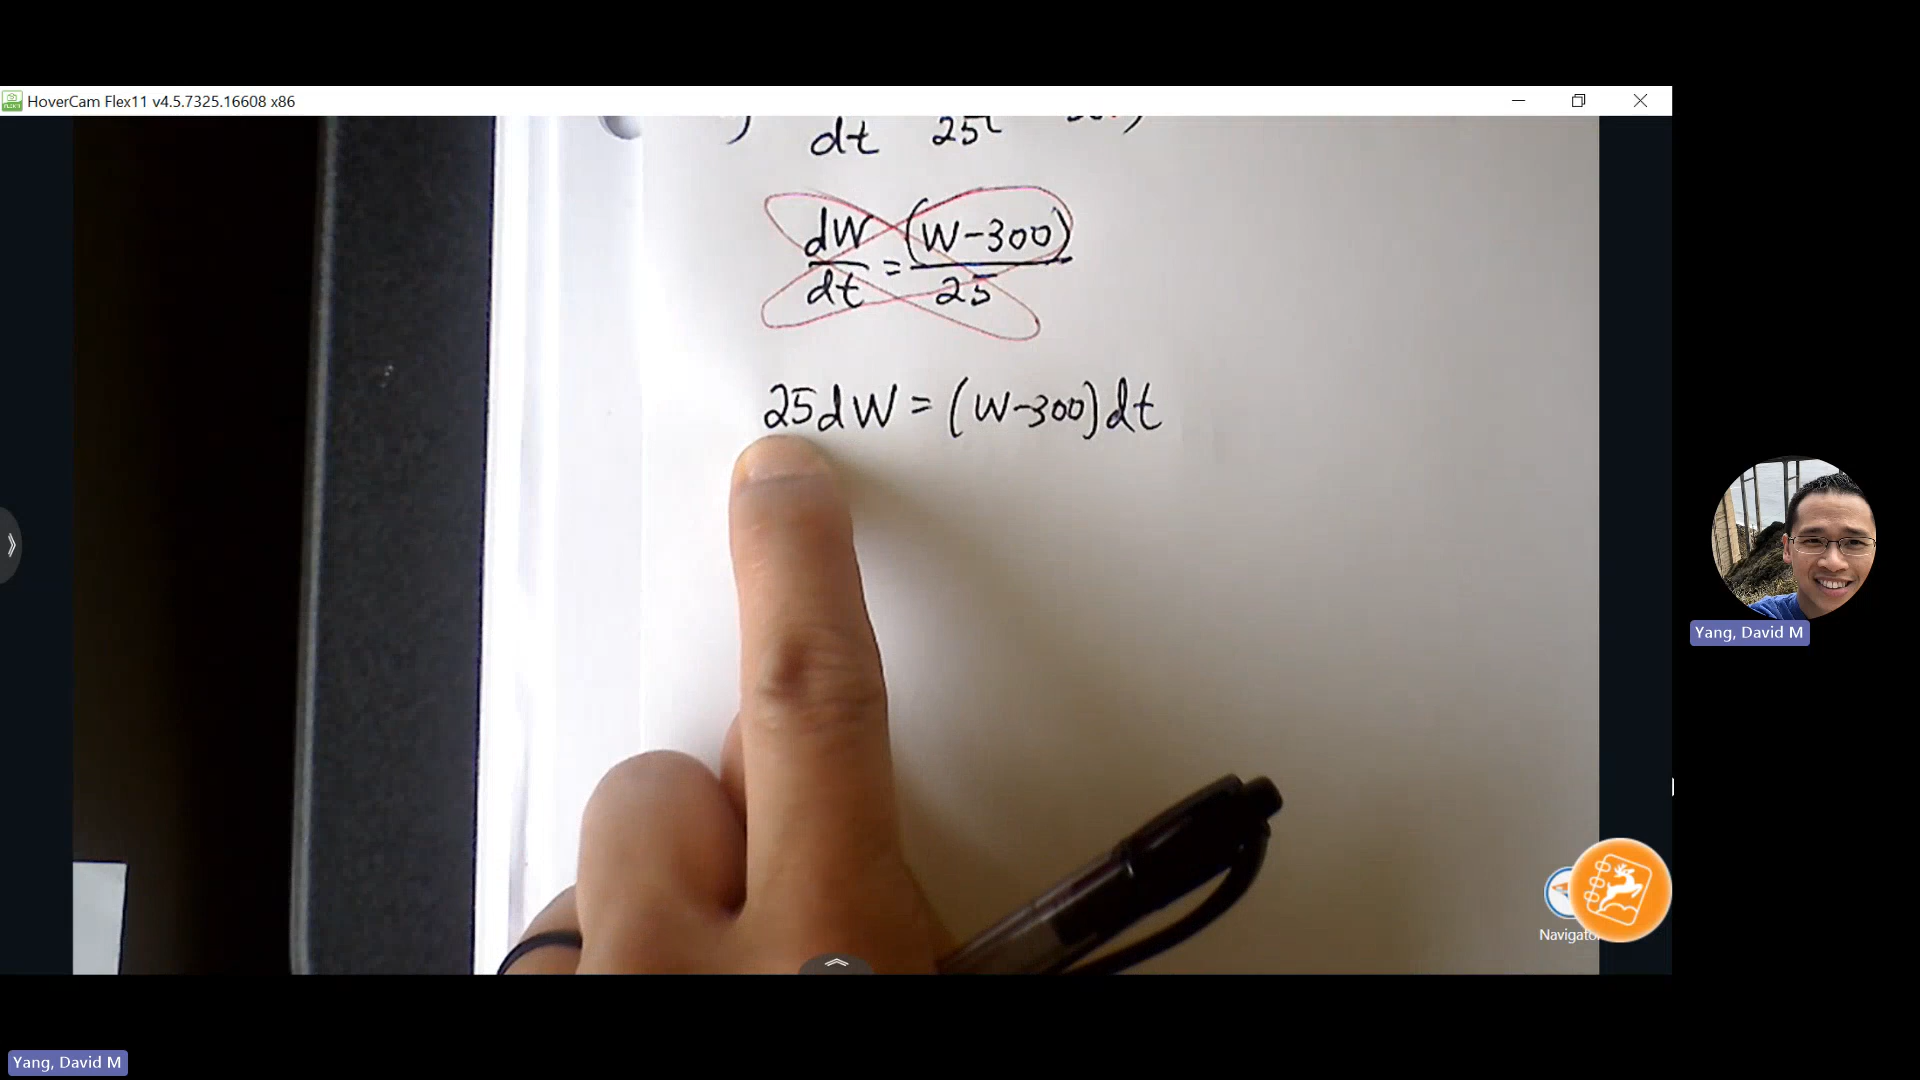 HoverCam Flex11 v4.5.7325.16608 x86
dt 25
dW/dt = (W-300)/25
25dW = (W-300)dt
Yang, David M
Navigato
Yang, David M